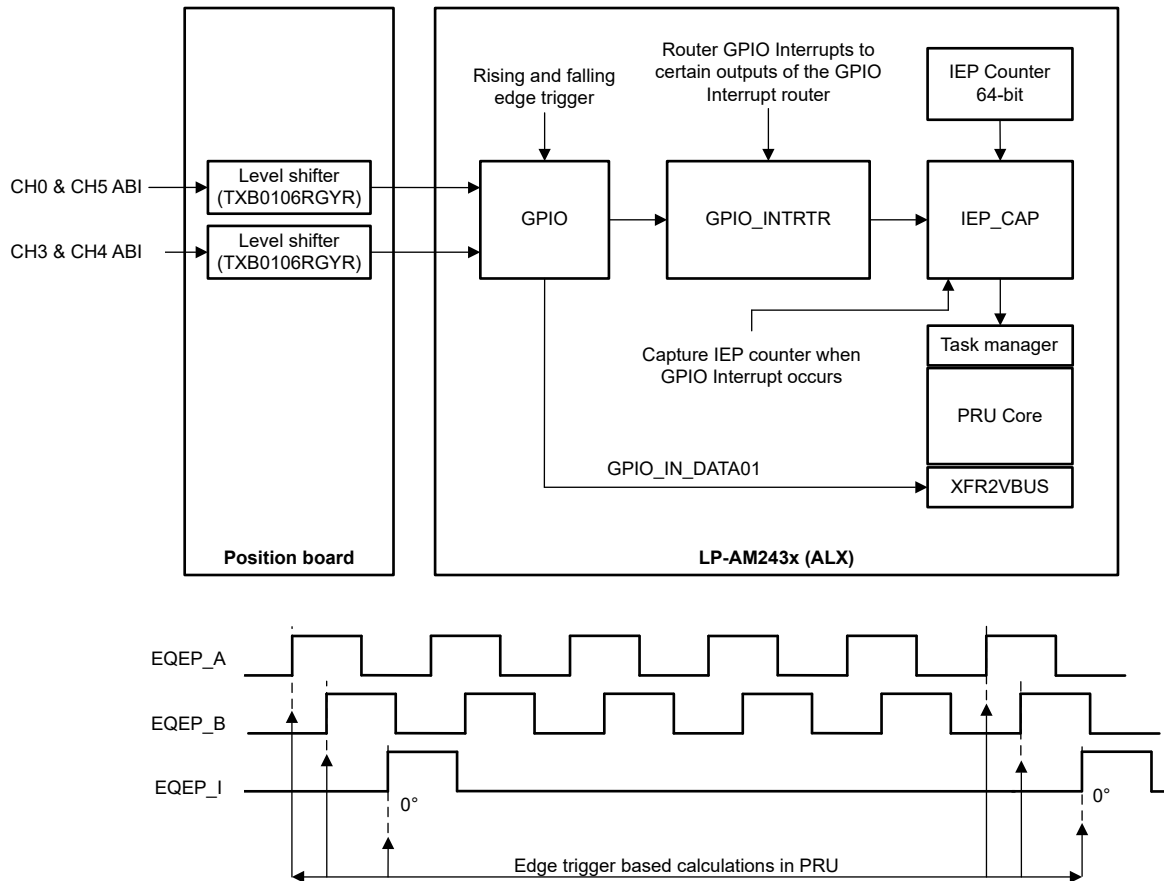 Router GPIO Interrupts to
certain outputs of the GPIO
Interrupt router
Rising and falling
edge trigger
IEP Counter
64-bit
CH0 & CH5 ABI
Level shifter
(TXB0106RGYR)
CH3 & CH4 ABI
Level shifter
(TXB0106RGYR)
GPIO
GPIO_INTRTR
IEP_CAP
Capture IEP counter when
GPIO Interrupt occurs
Task manager
PRU Core
GPIO_IN_DATA01
XFR2VBUS
Position board
LP-AM243x (ALX)
EQEP_A
EQEP_B
EQEP_I
0°
0°
Edge trigger based calculations in PRU